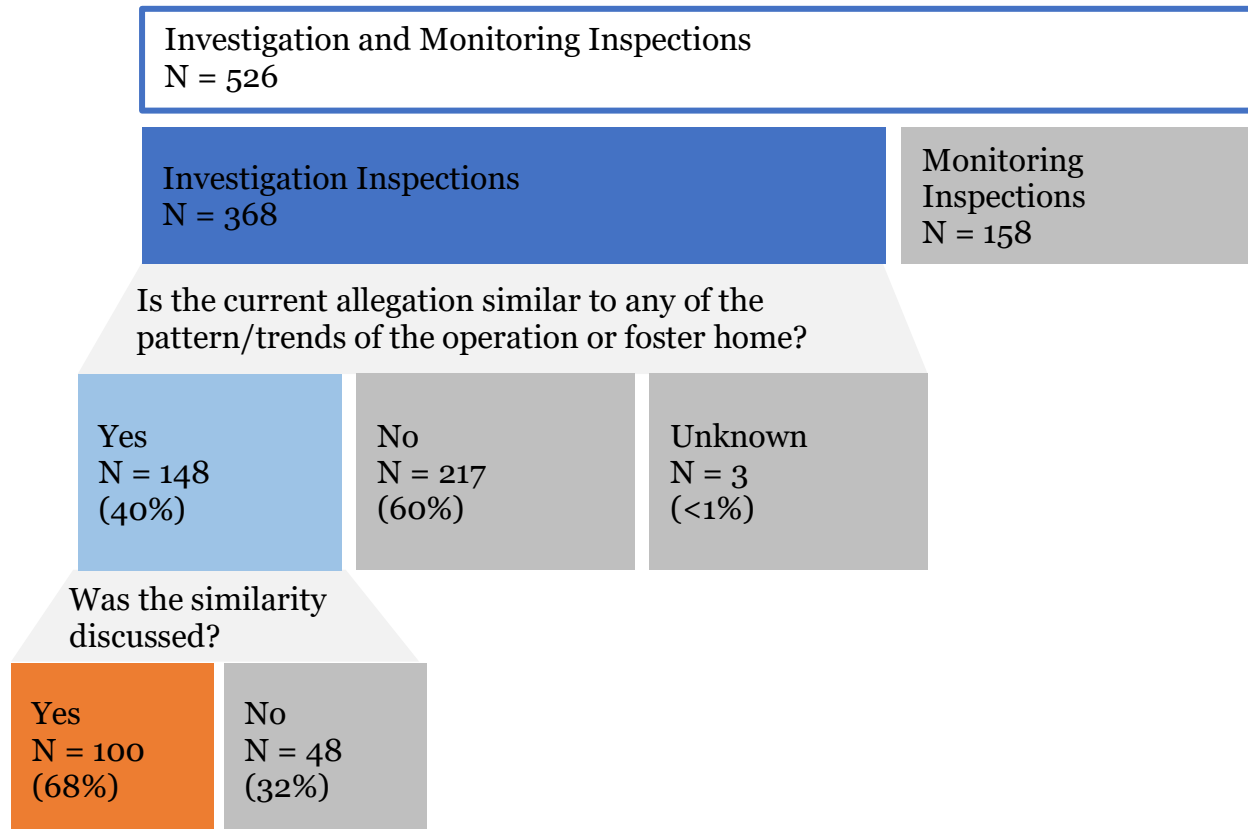 Investigation and Monitoring Inspections
N = 526
Investigation Inspections
N = 368
Monitoring
Inspections
N = 158
Is the current allegation similar to any of the
pattern/trends of the operation or foster home?
Yes
N = 148
(40%)
No
N = 217
(60%)
Unknown
N = 3
(<1%)
Was the similarity
discussed?
Yes
N = 100
(68%)
No
N = 48
(32%)